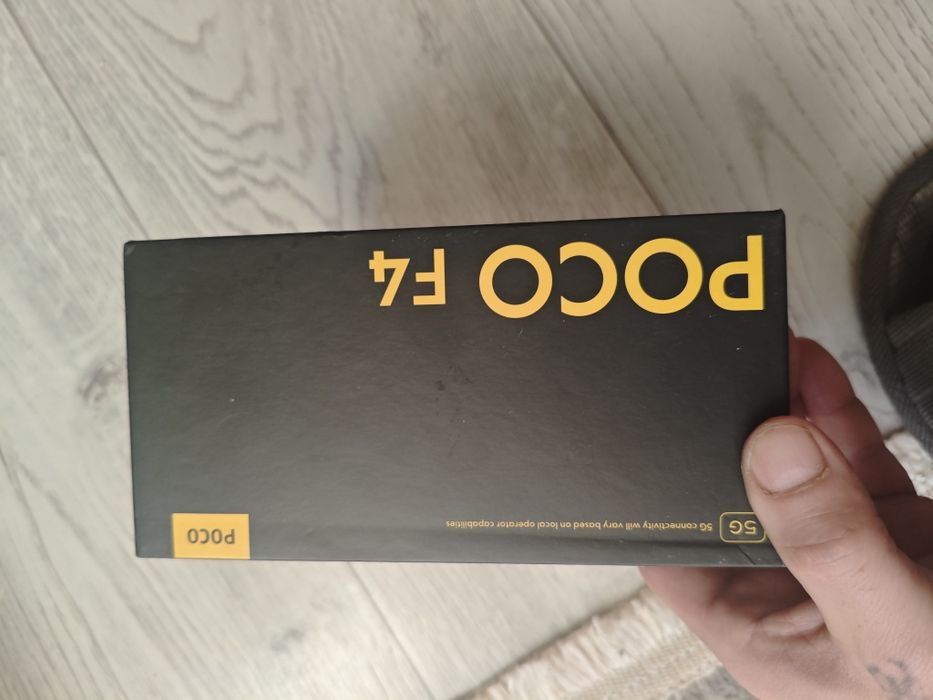 POCO F4
5G 5G connectivity will vary based on local operator capabilities
POCO